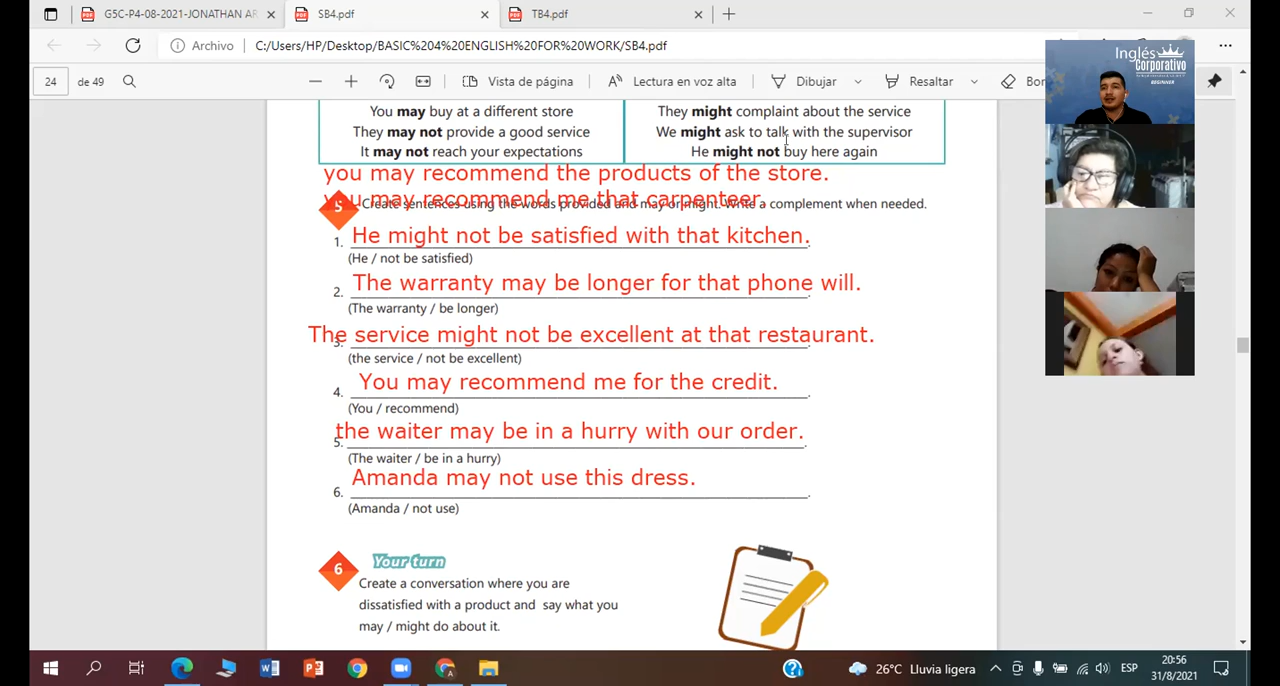 G5C-P4-08-2021-JONATHAN AR
SB4.pdf
TB4.pdf
Archivo
C:/Users/HP/Desktop/BASIC%204%20ENGLISH%20FOR%20WORK/SB4.pdf
24 de 49
Vista de página
Lectura en voz alta
Dibujar
Resaltar
Bor
Inglés
Corporativo
BEGINNER
You may buy at a different store
They might complaint about the service
They may not provide a good service
We might ask to talk with the supervisor
It may not reach your expectations
He might not buy here again
you may recommend the products of the store.
you may recommend me that carpenteer.
5 Create sentences using the words provided and may or might. Write a complement when needed.
1. He might not be satisfied with that kitchen.
(He / not be satisfied)
2. The warranty may be longer for that phone will.
(The warranty / be longer)
3. The service might not be excellent at that restaurant.
(the service / not be excellent)
4. You may recommend me for the credit.
(You / recommend)
5. the waiter may be in a hurry with our order.
(The waiter / be in a hurry)
6. Amanda may not use this dress.
(Amanda / not use)
6 Your turn
Create a conversation where you are
dissatisfied with a product and say what you
may / might do about it.
26°C Lluvia ligera
ESP
20:56
31/8/2021